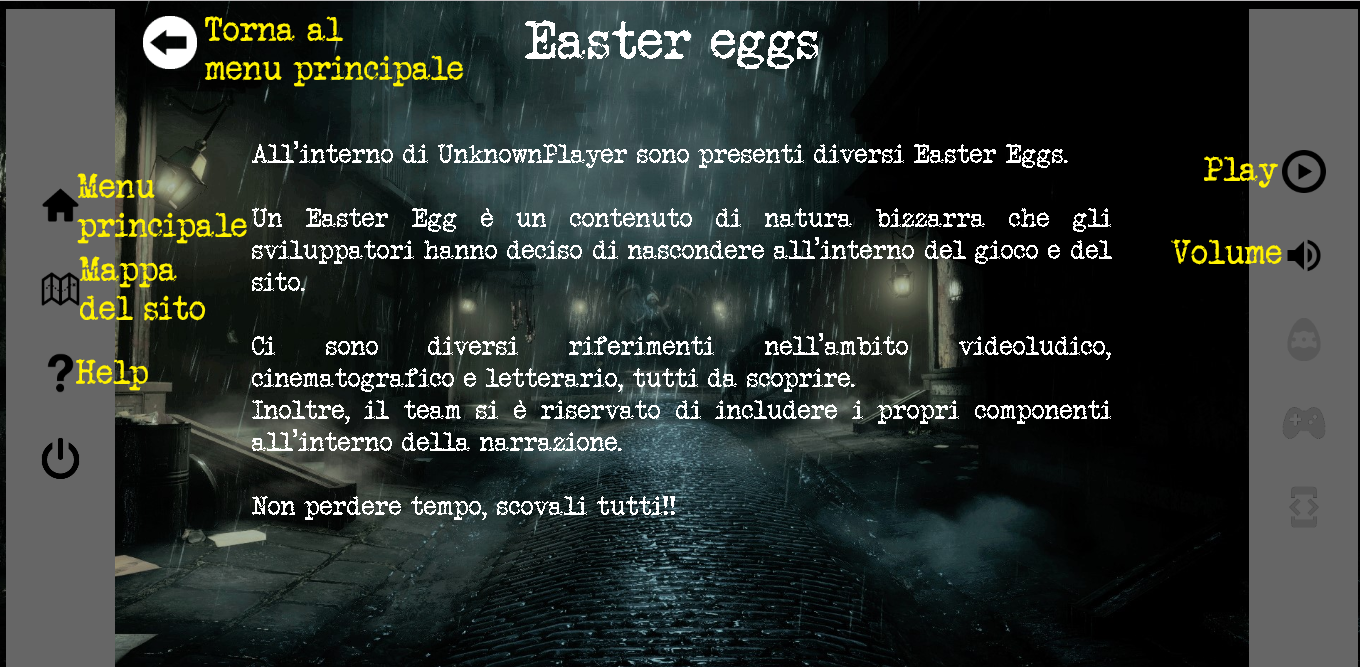 Torna al
menu principale
Easter eggs
All'interno di UnknownPlayer sono presenti diversi Easter Eggs.
Un Easter Egg è un contenuto di natura bizzarra che gli
sviluppatori hanno deciso di nascondere all'interno del gioco e del
sito.
Ci sono diversi riferimenti nell'ambito videoludico,
cinematografico e letterario, tutti da scoprire.
Inoltre, il team si è riservato di includere i propri componenti
all'interno della narrazione.
Non perdere tempo, scovali tutti!!
Menu
principale
Mappa
del sito
Help
Play
Volume